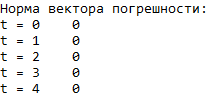 Норма вектора погрешности:
t = 0    0
t = 1    0
t = 2    0
t = 3    0
t = 4    0